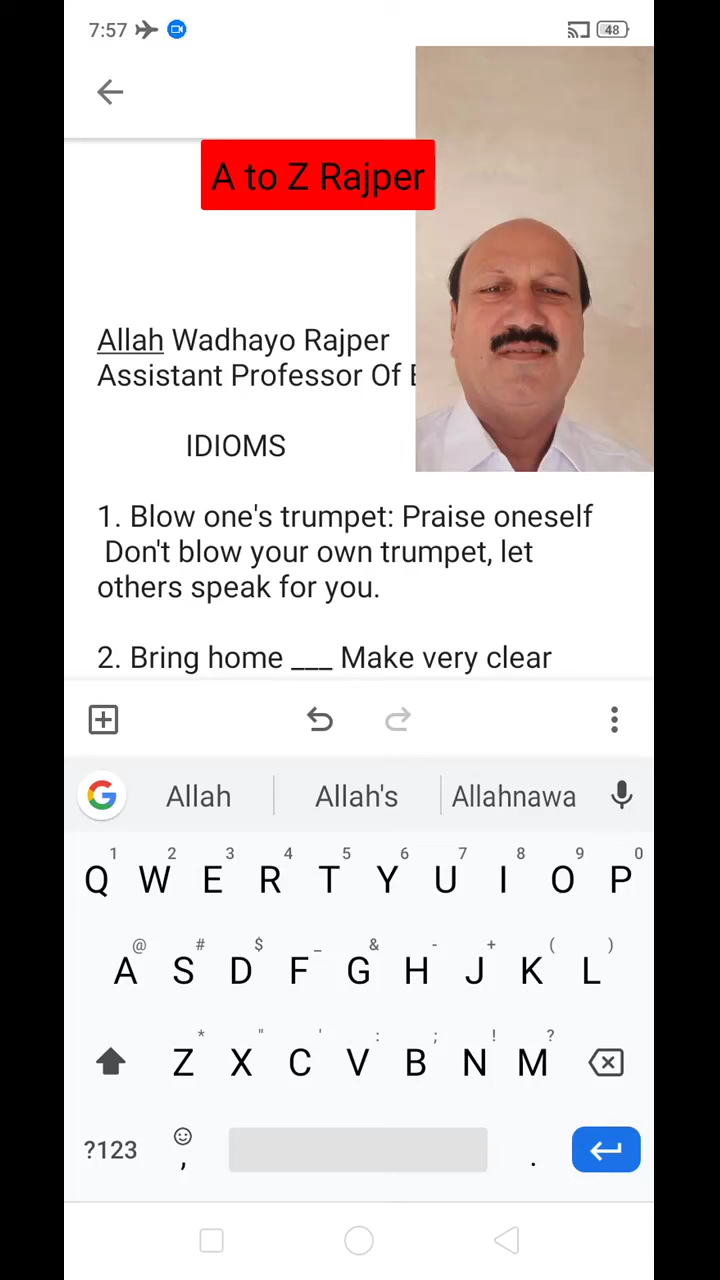 7:57
48
A to Z Rajper
Allah Wadhayo Rajper
Assistant Professor Of
IDIOMS
1. Blow one's trumpet: Praise oneself
Don't blow your own trumpet, let
others speak for you.
2. Bring home ___ Make very clear
Allah Allah's Allahnawa
1 2 3 4 5 6 7 8 9 0
Q W E R T Y U I O P
@ # $ _ & - + ( )
A S D F G H J K L
* " ' : ; ! ?
Z X C V B N M
?123 , .